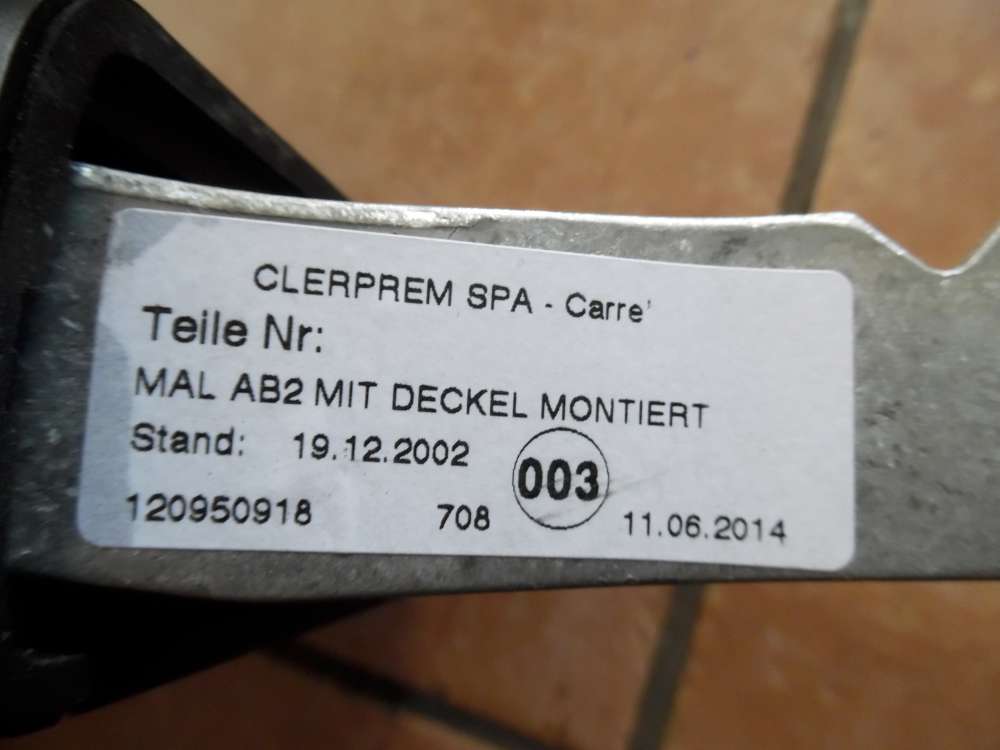 CLERPREM SPA - Carre'
Teile Nr:
MAL AB2 MIT DECKEL MONTIERT
Stand: 19.12.2002
003
120950918 708 11.06.2014